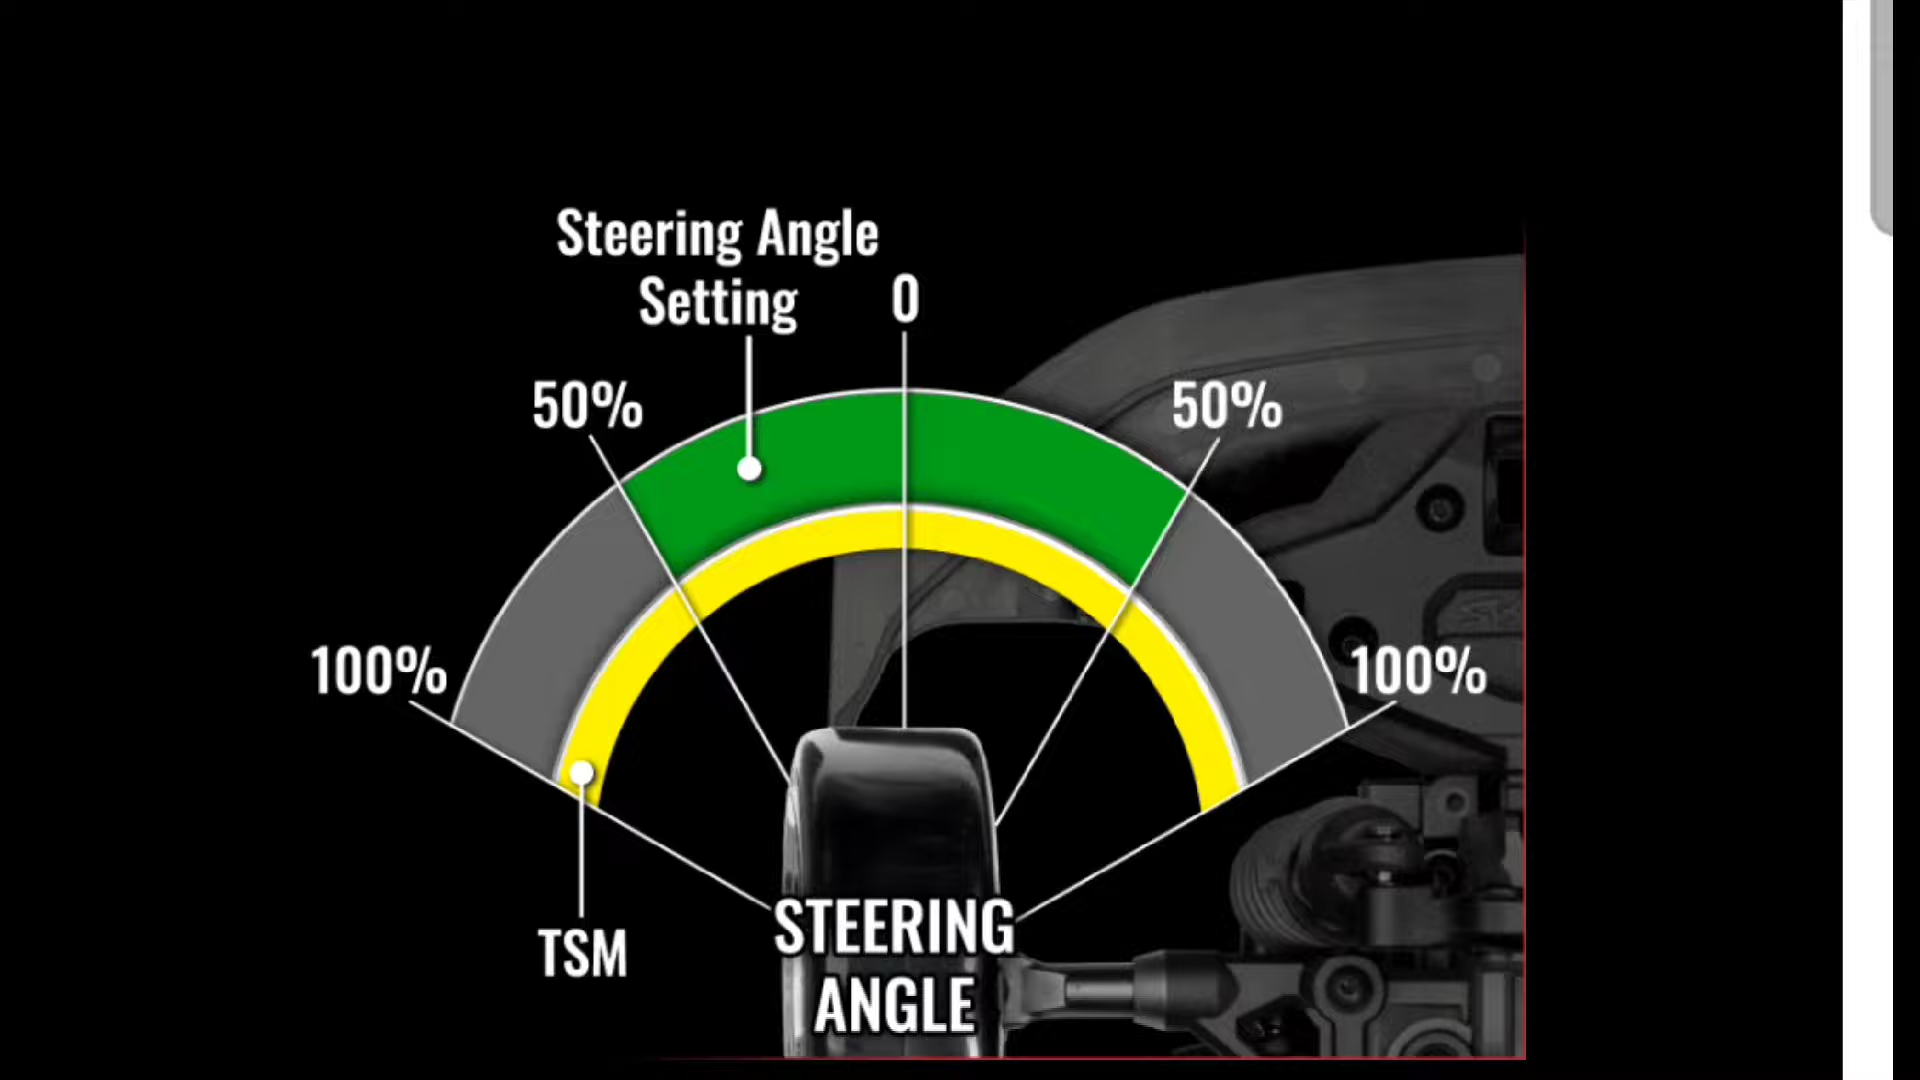 Steering Angle
Setting
0
50%
50%
100%
100%
TSM
STEERING
ANGLE